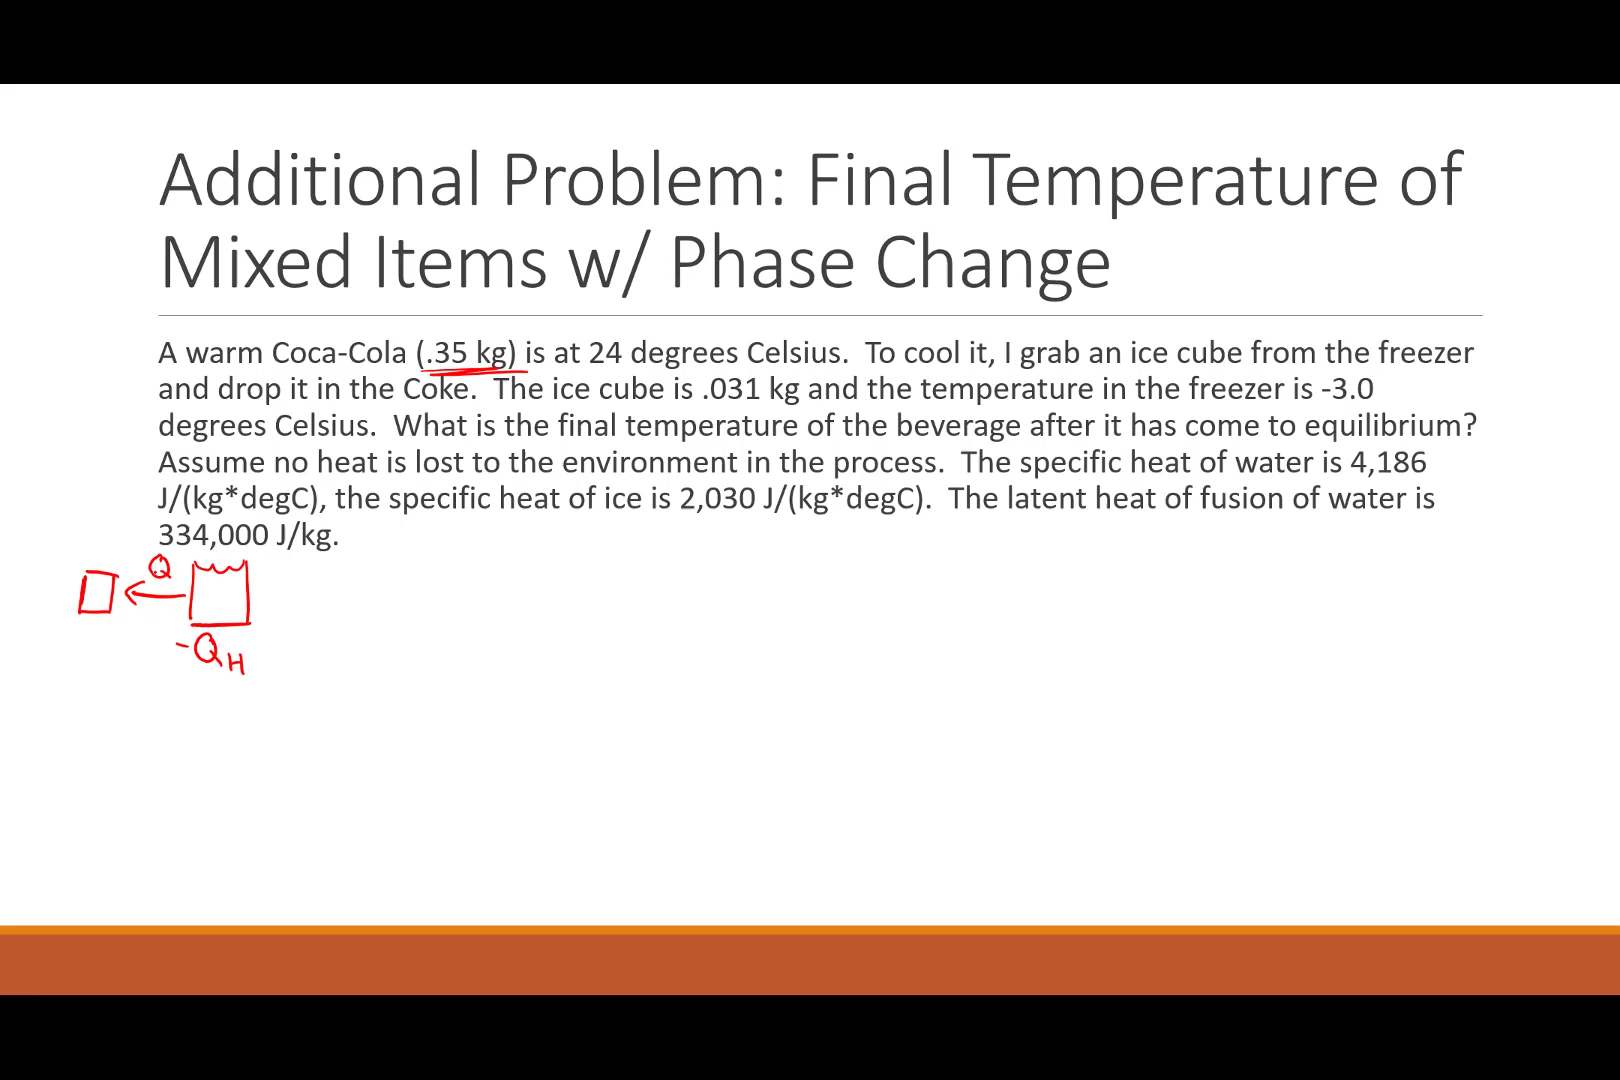 Additional Problem: Final Temperature of
Mixed Items w/ Phase Change
A warm Coca-Cola (.35 kg) is at 24 degrees Celsius. To cool it, I grab an ice cube from the freezer
and drop it in the Coke. The ice cube is .031 kg and the temperature in the freezer is -3.0
degrees Celsius. What is the final temperature of the beverage after it has come to equilibrium?
Assume no heat is lost to the environment in the process. The specific heat of water is 4,186
J/(kg*degC), the specific heat of ice is 2,030 J/(kg*degC). The latent heat of fusion of water is
334,000 J/kg.
Q
-QH